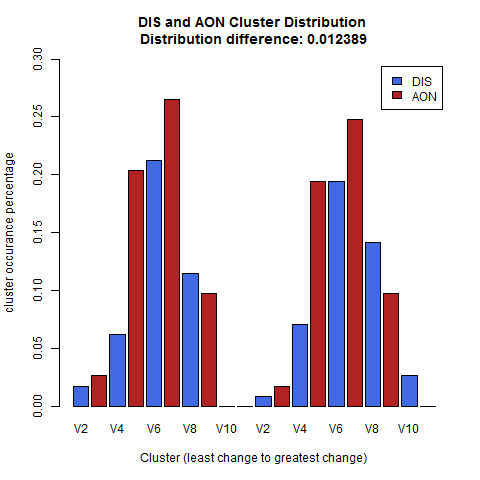 DIS and AON Cluster Distribution
Distribution difference: 0.012389
DIS
AON
cluster occurance percentage
0.30
0.25
0.20
0.15
0.10
0.05
0.00
V2 V4 V6 V8 V10 V2 V4 V6 V8 V10
Cluster (least change to greatest change)